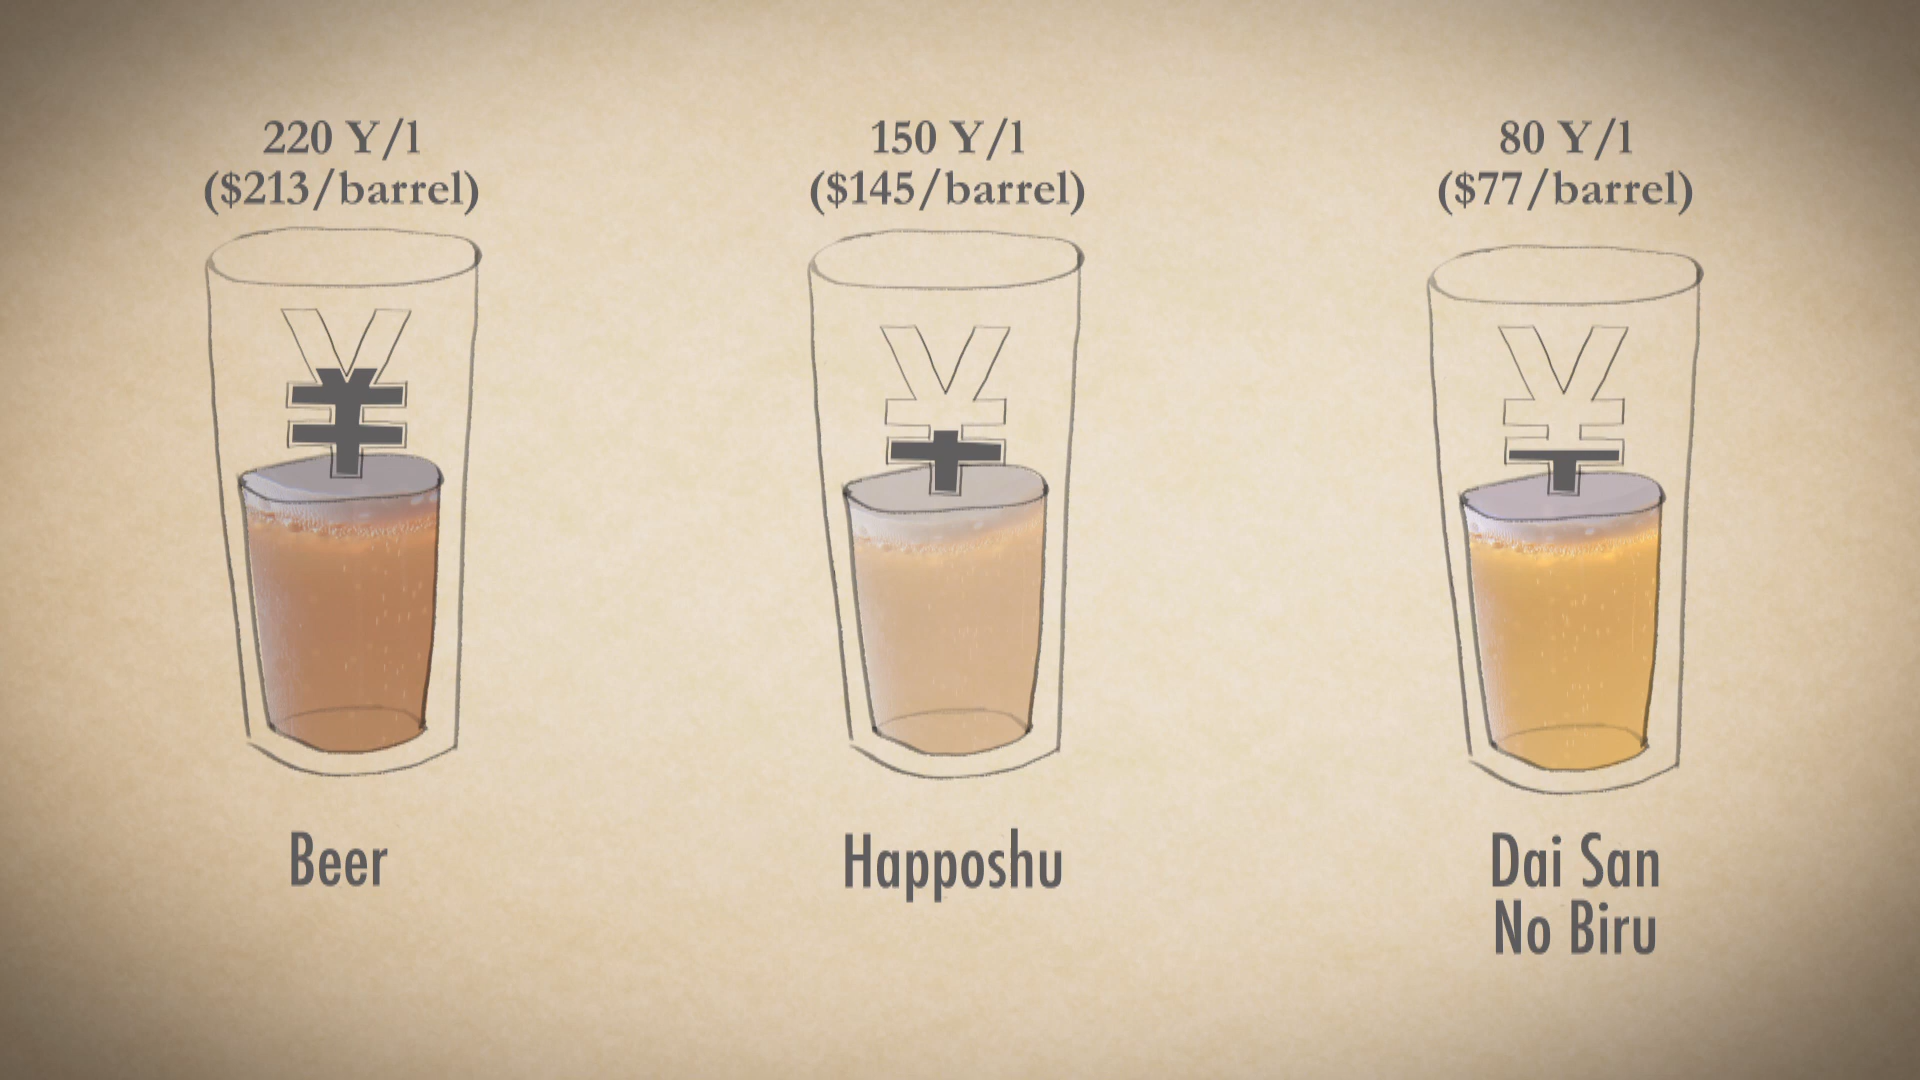 220 Y/l
($213/barrel)
150 Y/l
($145/barrel)
80 Y/l
($77/barrel)
¥
¥
¥
Beer
Happoshu
Dai San
No Biru